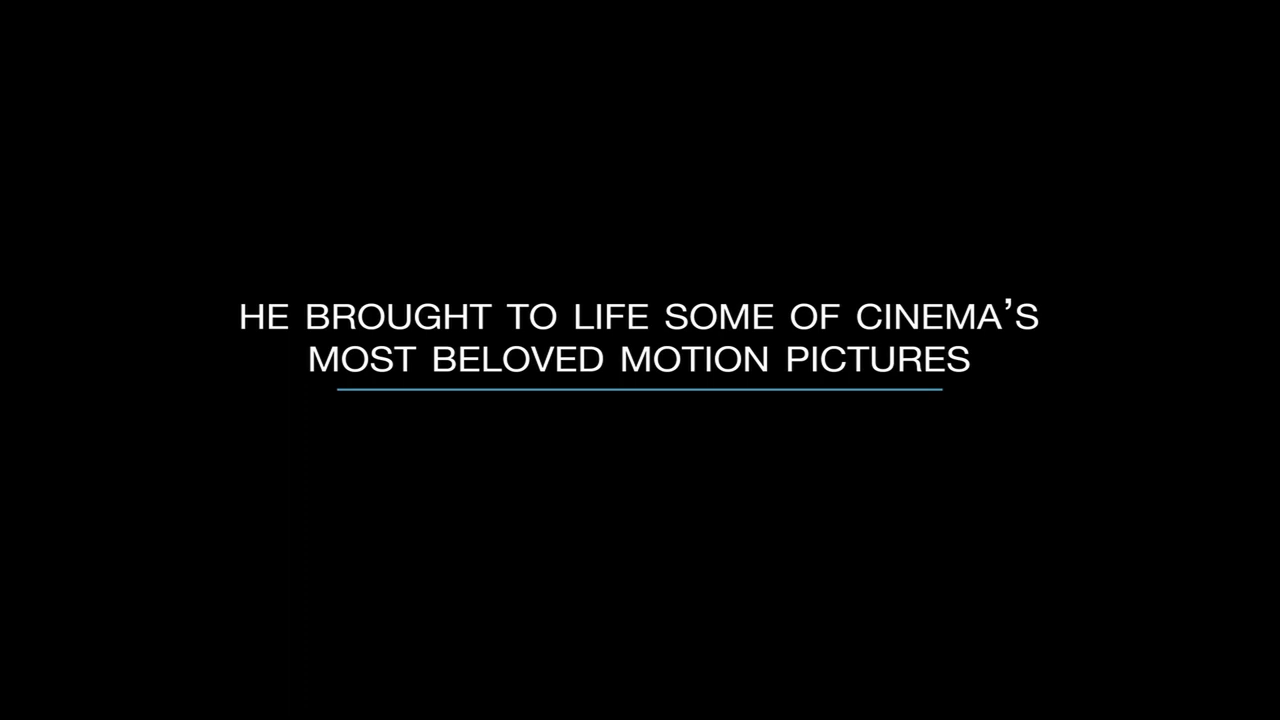 HE BROUGHT TO LIFE SOME OF CINEMA’S
MOST BELOVED MOTION PICTURES